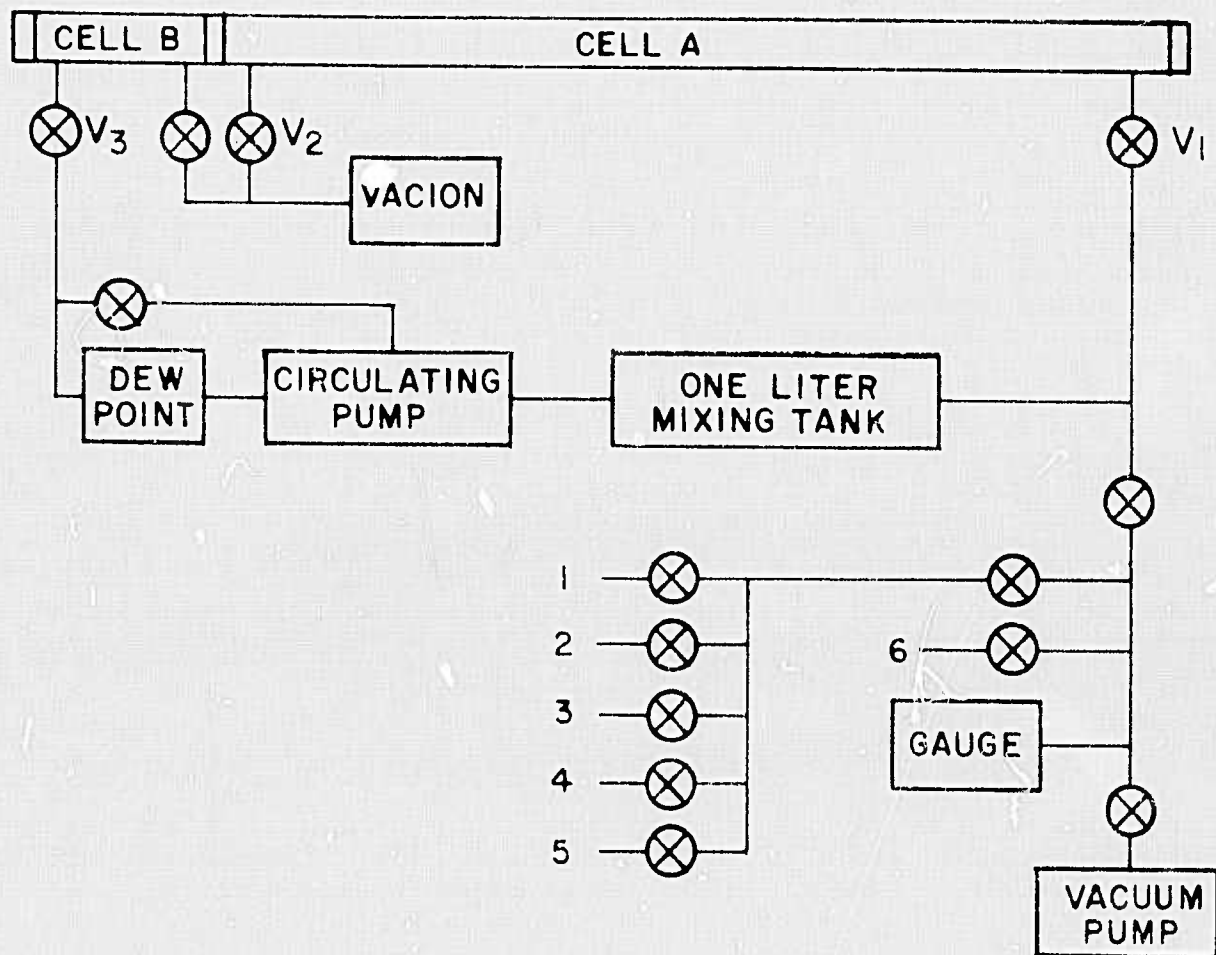 CELL B
CELL A
V3
V2
V1
VACION
DEW
POINT
CIRCULATING
PUMP
ONE LITER
MIXING TANK
1
2
3
4
5
6
GAUGE
VACUUM
PUMP